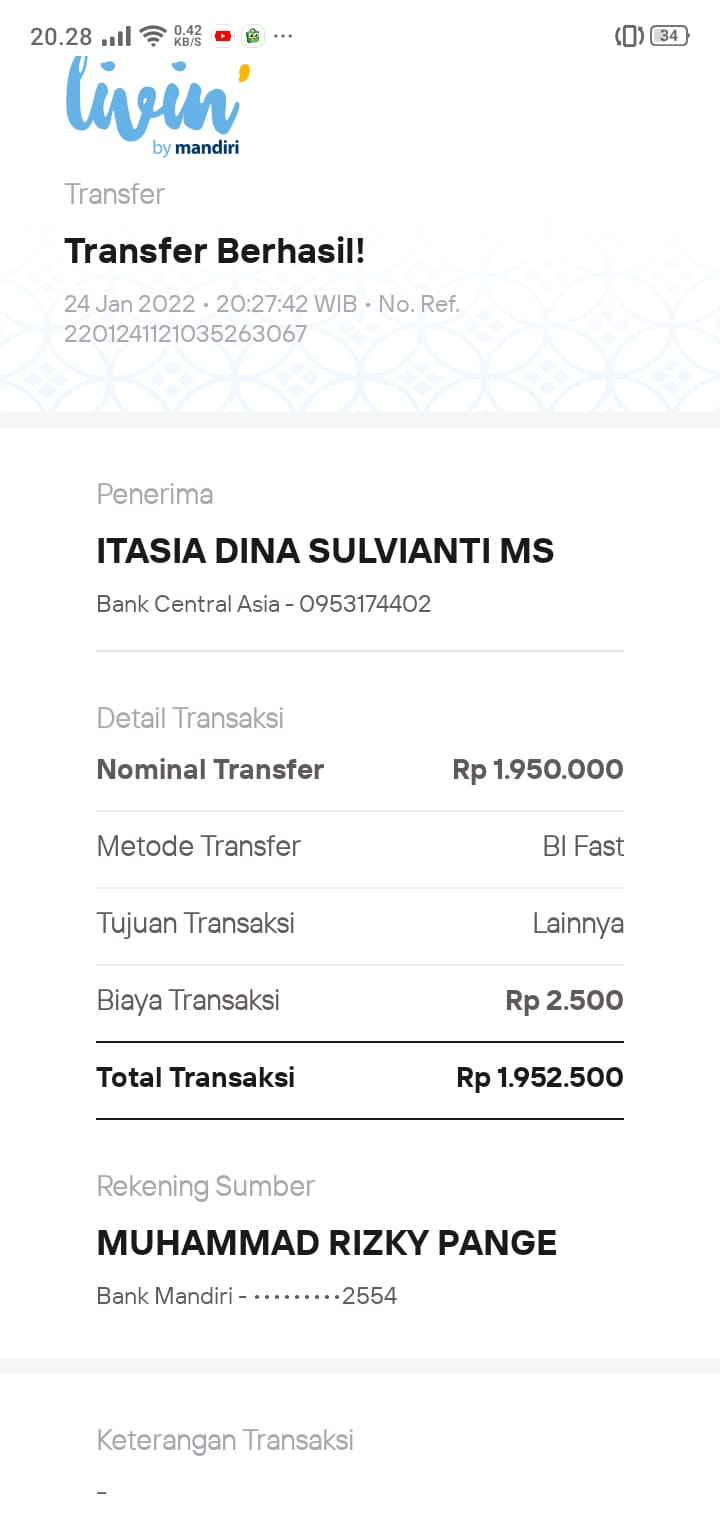 20.28
0.42
KB/S
34
livin'
by mandiri
Transfer
Transfer Berhasil!
24 Jan 2022 • 20:27:42 WIB • No. Ref.
2201241121035263067
Penerima
ITASIA DINA SULVIANTI MS
Bank Central Asia - 0953174402
Detail Transaksi
Nominal Transfer Rp 1.950.000
Metode Transfer BI Fast
Tujuan Transaksi Lainnya
Biaya Transaksi Rp 2.500
Total Transaksi Rp 1.952.500
Rekening Sumber
MUHAMMAD RIZKY PANGE
Bank Mandiri - •••••••••2554
Keterangan Transaksi
-